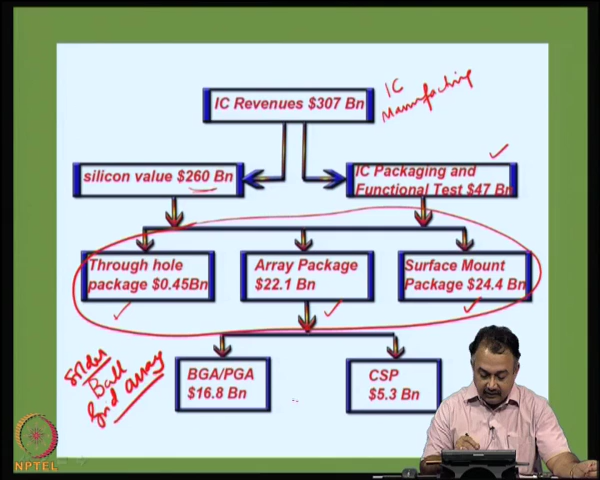 IC Revenues $307 Bn
IC
Manufacturing
silicon value $260 Bn
IC Packaging and
Functional Test $47 Bn
Through hole
package $0.45Bn
Array Package
$22.1 Bn
Surface Mount
Package $24.4 Bn
Solder
Ball
grid array
BGA/PGA
$16.8 Bn
CSP
$5.3 Bn
NPTEL